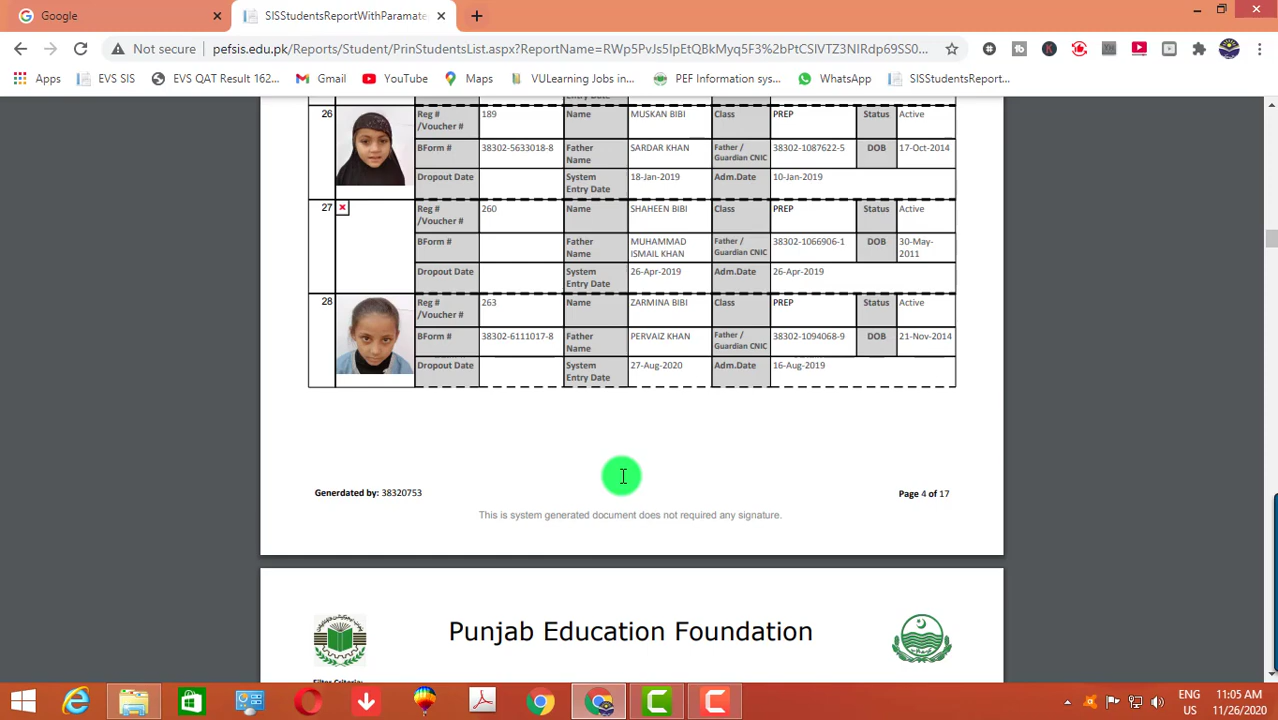 Google
SISStudentsReportWithParamate
Not secure pefsis.edu.pk/Reports/Student/PrinStudentsList.aspx?ReportName=RWp5PvJs5IpEtQBkMyq5F3%2bPtCSIVTZ3NIRdp69SS0...
Apps EVS SIS EVS QAT Result 162... Gmail YouTube Maps VULearning Jobs in... PEF Information sys... WhatsApp SISStudentsReport...
Entry Date
26 Reg # 189 Name MUSKAN BIBI Class PREP Status Active
/Voucher #
BForm # 38302-5633018-8 Father SARDAR KHAN Father / 38302-1087622-5 DOB 17-Oct-2014
Name Guardian CNIC
Dropout Date System 18-Jan-2019 Adm.Date 10-Jan-2019
Entry Date
27 Reg # 260 Name SHAHEEN BIBI Class PREP Status Active
/Voucher #
BForm # Father MUHAMMAD Father / 38302-1066906-1 DOB 30-May-
Name ISMAIL KHAN Guardian CNIC 2011
Dropout Date System 26-Apr-2019 Adm.Date 26-Apr-2019
Entry Date
28 Reg # 263 Name ZARMINA BIBI Class PREP Status Active
/Voucher #
BForm # 38302-6111017-8 Father PERVAIZ KHAN Father / 38302-1094068-9 DOB 21-Nov-2014
Name Guardian CNIC
Dropout Date System 27-Aug-2020 Adm.Date 16-Aug-2019
Entry Date
Generdated by: 38320753 Page 4 of 17
This is system generated document does not required any signature.
Punjab Education Foundation
Filter Criteria:
ENG 11:05 AM
US 11/26/2020